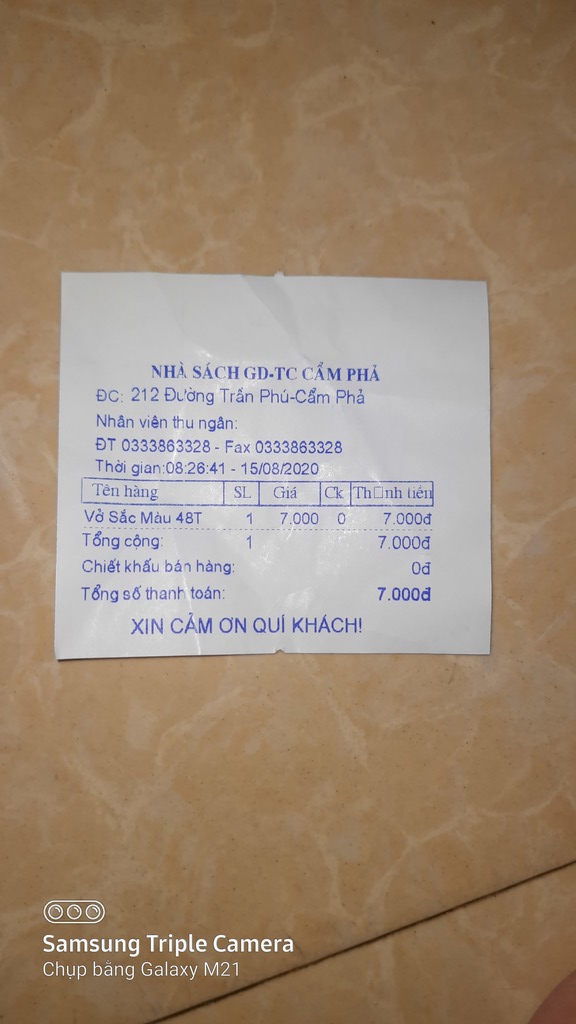 NHÀ SÁCH GD-TC CẨM PHẢ
ĐC: 212 Đường Trần Phú-Cẩm Phả
Nhân viên thu ngân:
ĐT 0333863328 - Fax 0333863328
Thời gian:08:26:41 - 15/08/2020
Tên hàng SL Giá Ck Th□nh tiền
Vở Sắc Màu 48T 1 7.000 0 7.000đ
Tổng cộng: 1 7.000đ
Chiết khấu bán hàng: 0đ
Tổng số thanh toán: 7.000đ
XIN CẢM ƠN QUÍ KHÁCH!
Samsung Triple Camera
Chụp bằng Galaxy M21